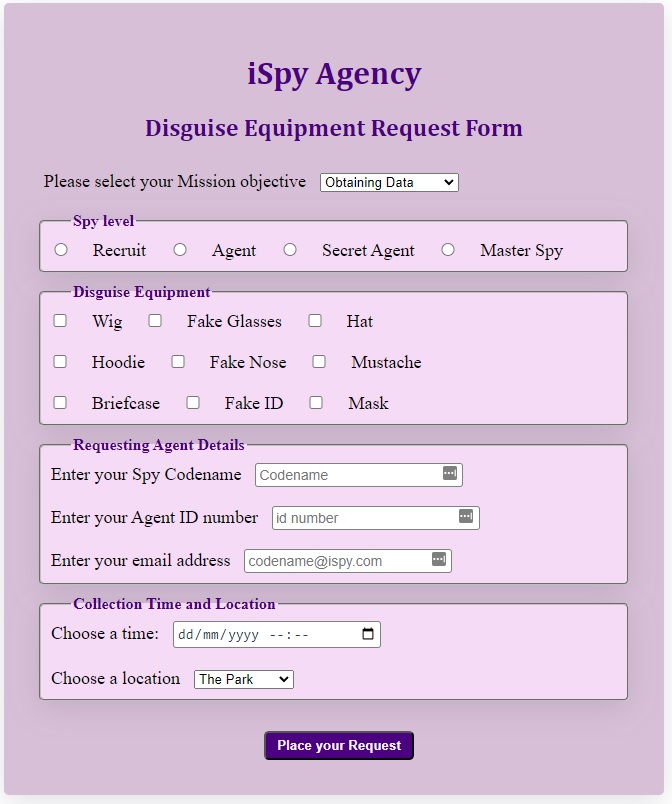 iSpy Agency
Disguise Equipment Request Form
Please select your Mission objective Obtaining Data
Spy level
Recruit Agent Secret Agent Master Spy
Disguise Equipment
Wig Fake Glasses Hat
Hoodie Fake Nose Mustache
Briefcase Fake ID Mask
Requesting Agent Details
Enter your Spy Codename Codename
Enter your Agent ID number id number
Enter your email address codename@ispy.com
Collection Time and Location
Choose a time: dd/mm/yyyy --:--
Choose a location The Park
Place your Request